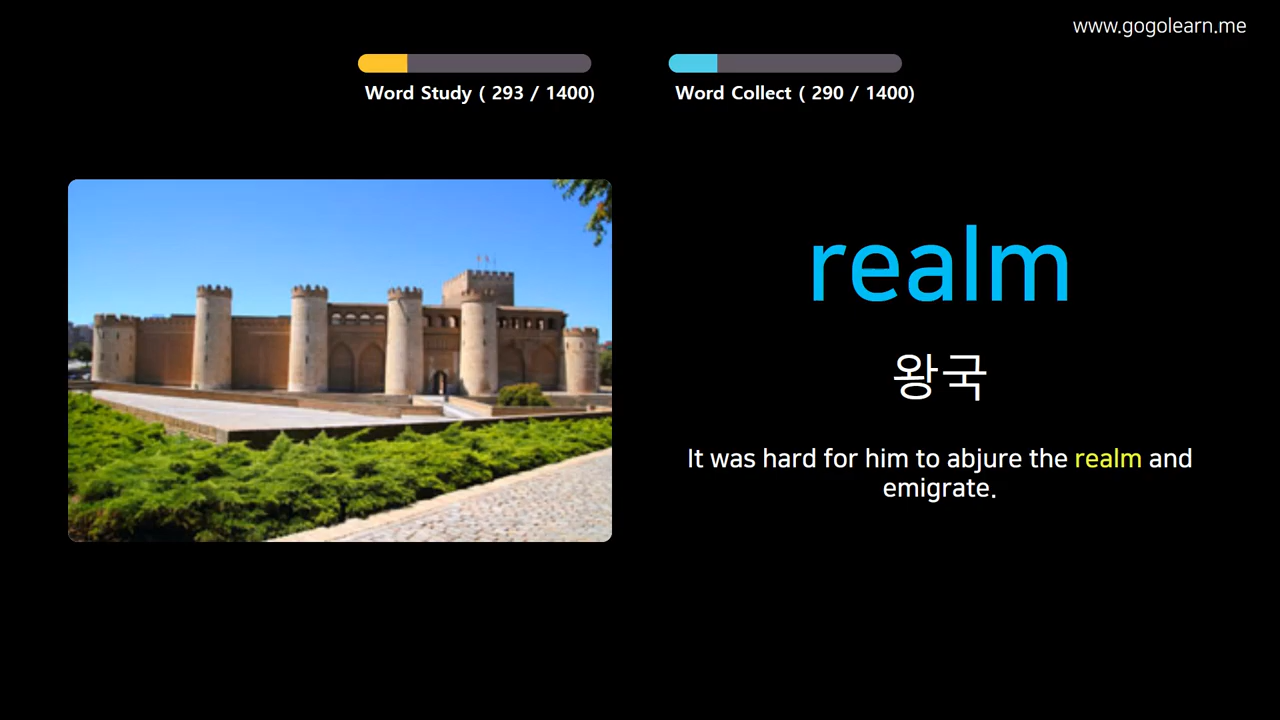 www.gogolearn.me
Word Study ( 293 / 1400)
Word Collect ( 290 / 1400)
realm
왕국
It was hard for him to abjure the realm and
emigrate.